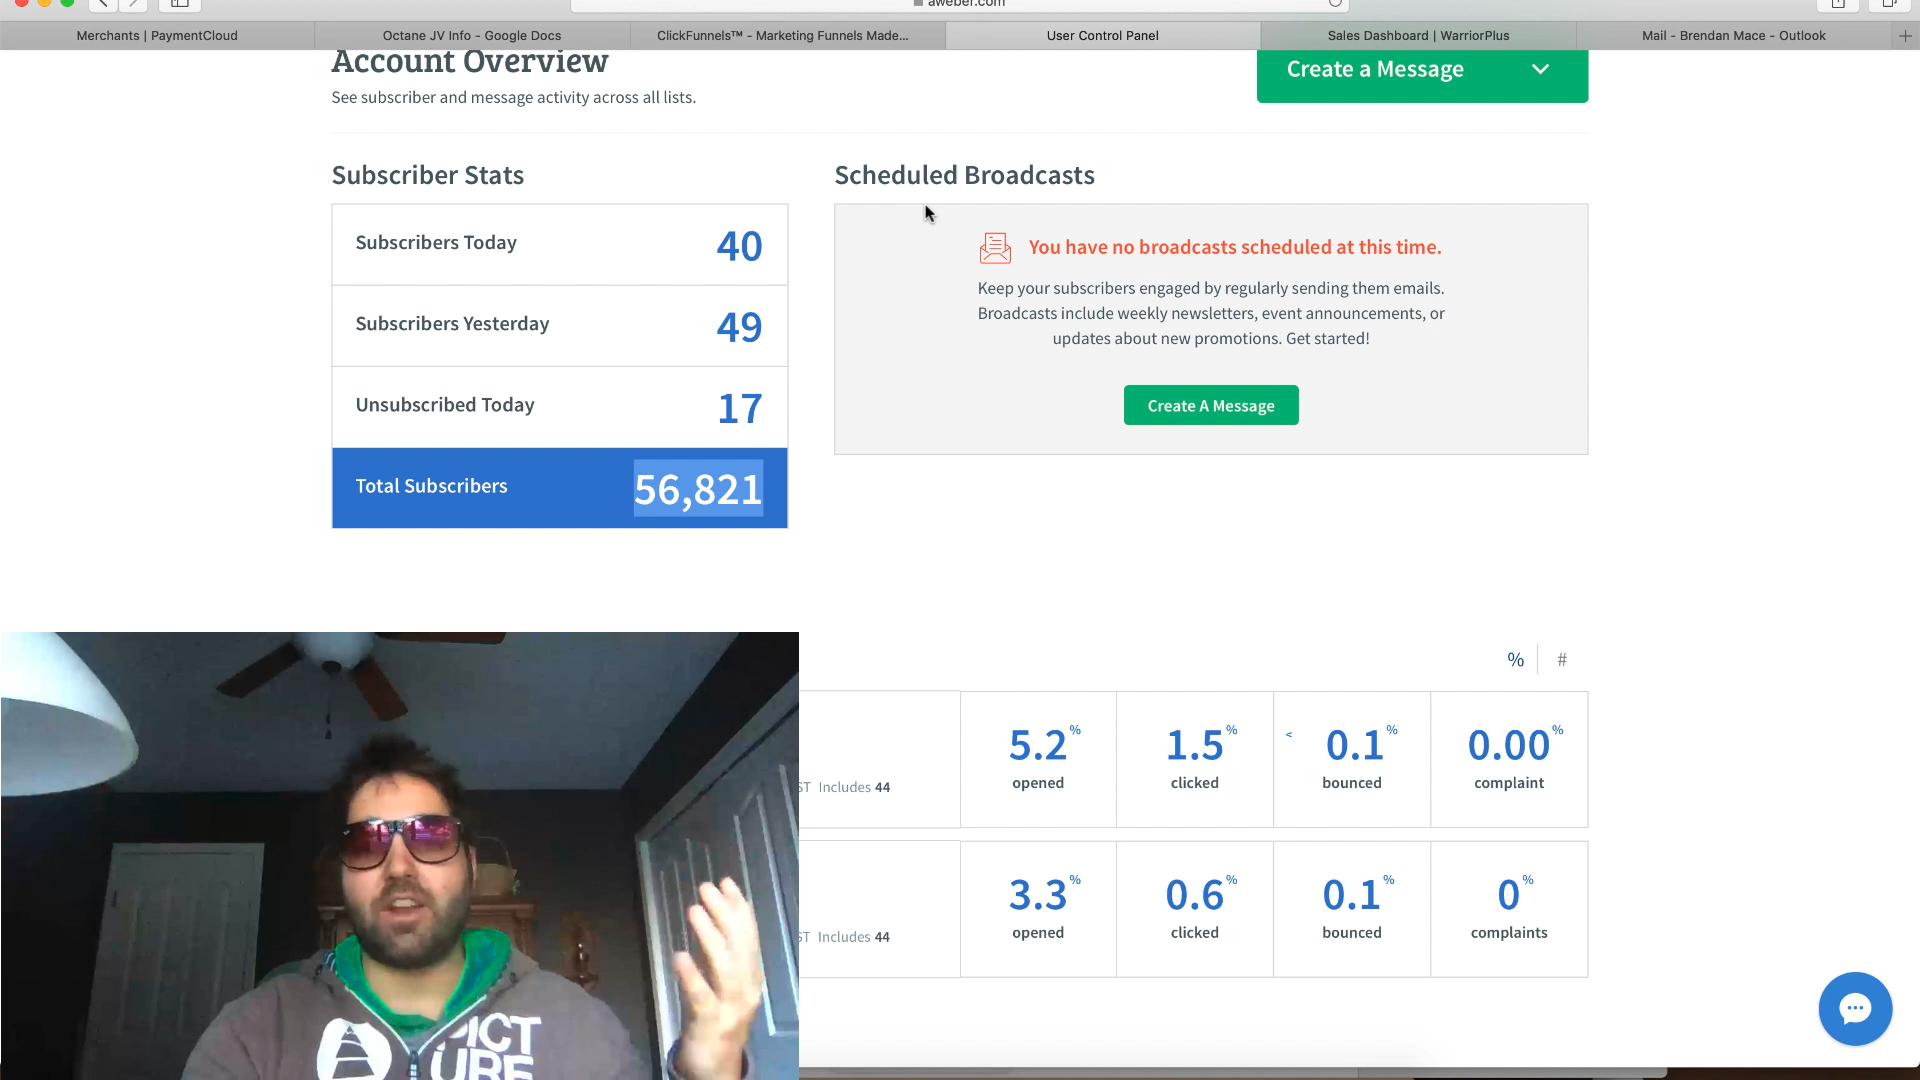 aweber.com
Merchants | PaymentCloud
Octane JV Info - Google Docs
ClickFunnels™ - Marketing Funnels Made...
User Control Panel
Sales Dashboard | WarriorPlus
Mail - Brendan Mace - Outlook
Account Overview
See subscriber and message activity across all lists.
Create a Message
Subscriber Stats
Subscribers Today 40
Subscribers Yesterday 49
Unsubscribed Today 17
Total Subscribers 56,821
Scheduled Broadcasts
You have no broadcasts scheduled at this time.
Keep your subscribers engaged by regularly sending them emails.
Broadcasts include weekly newsletters, event announcements, or
updates about new promotions. Get started!
Create A Message
% #
ST Includes 44
5.2% opened
1.5% clicked
< 0.1% bounced
0.00% complaint
ST Includes 44
3.3% opened
0.6% clicked
0.1% bounced
0% complaints
PICT
URE